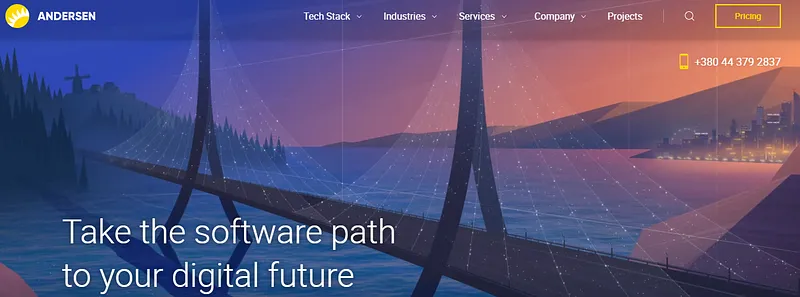 ANDERSEN
Tech Stack Industries Services Company Projects Pricing
+380 44 379 2837
Take the software path
to your digital future